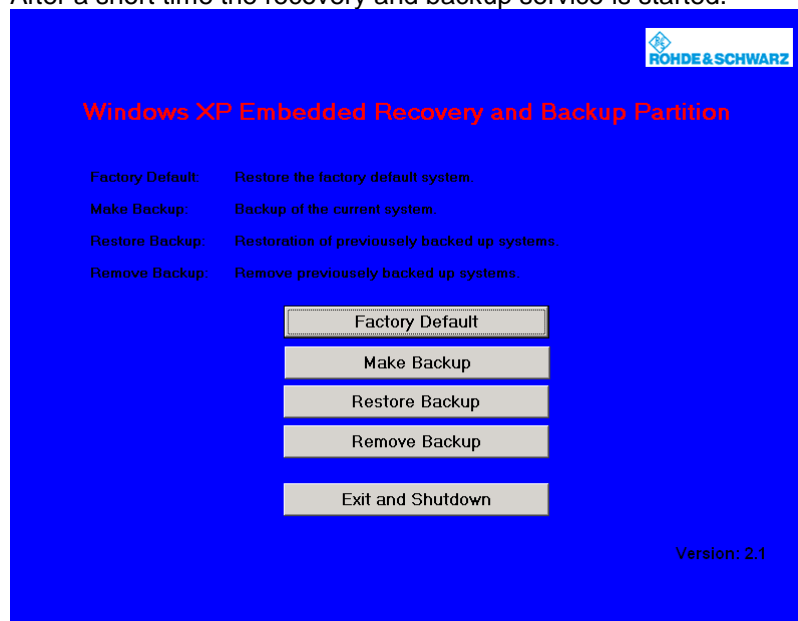 After a short time the recovery and backup service is started.
ROHDE & SCHWARZ
Windows XP Embedded Recovery and Backup Partition
Factory Default: Restore the factory default system.
Make Backup: Backup of the current system.
Restore Backup: Restoration of previousely backed up systems.
Remove Backup: Remove previousely backed up systems.
Factory Default
Make Backup
Restore Backup
Remove Backup
Exit and Shutdown
Version: 2.1